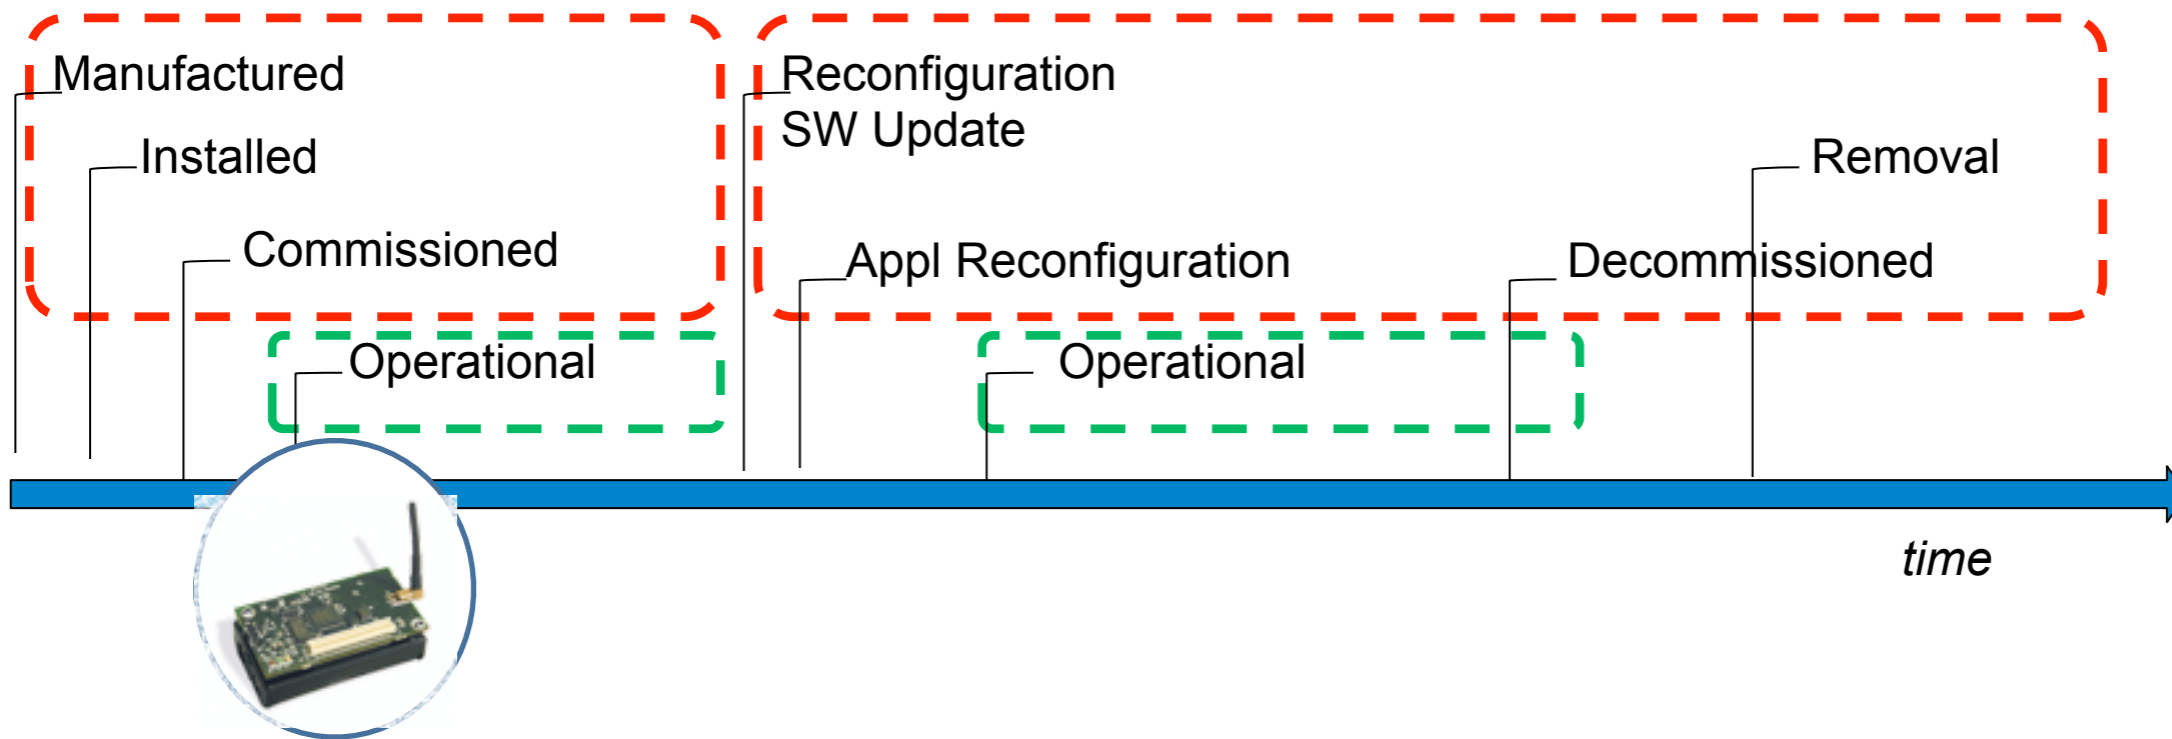 Manufactured
Installed
Commissioned
Operational
Reconfiguration
SW Update
Appl Reconfiguration
Operational
Removal
Decommissioned
time